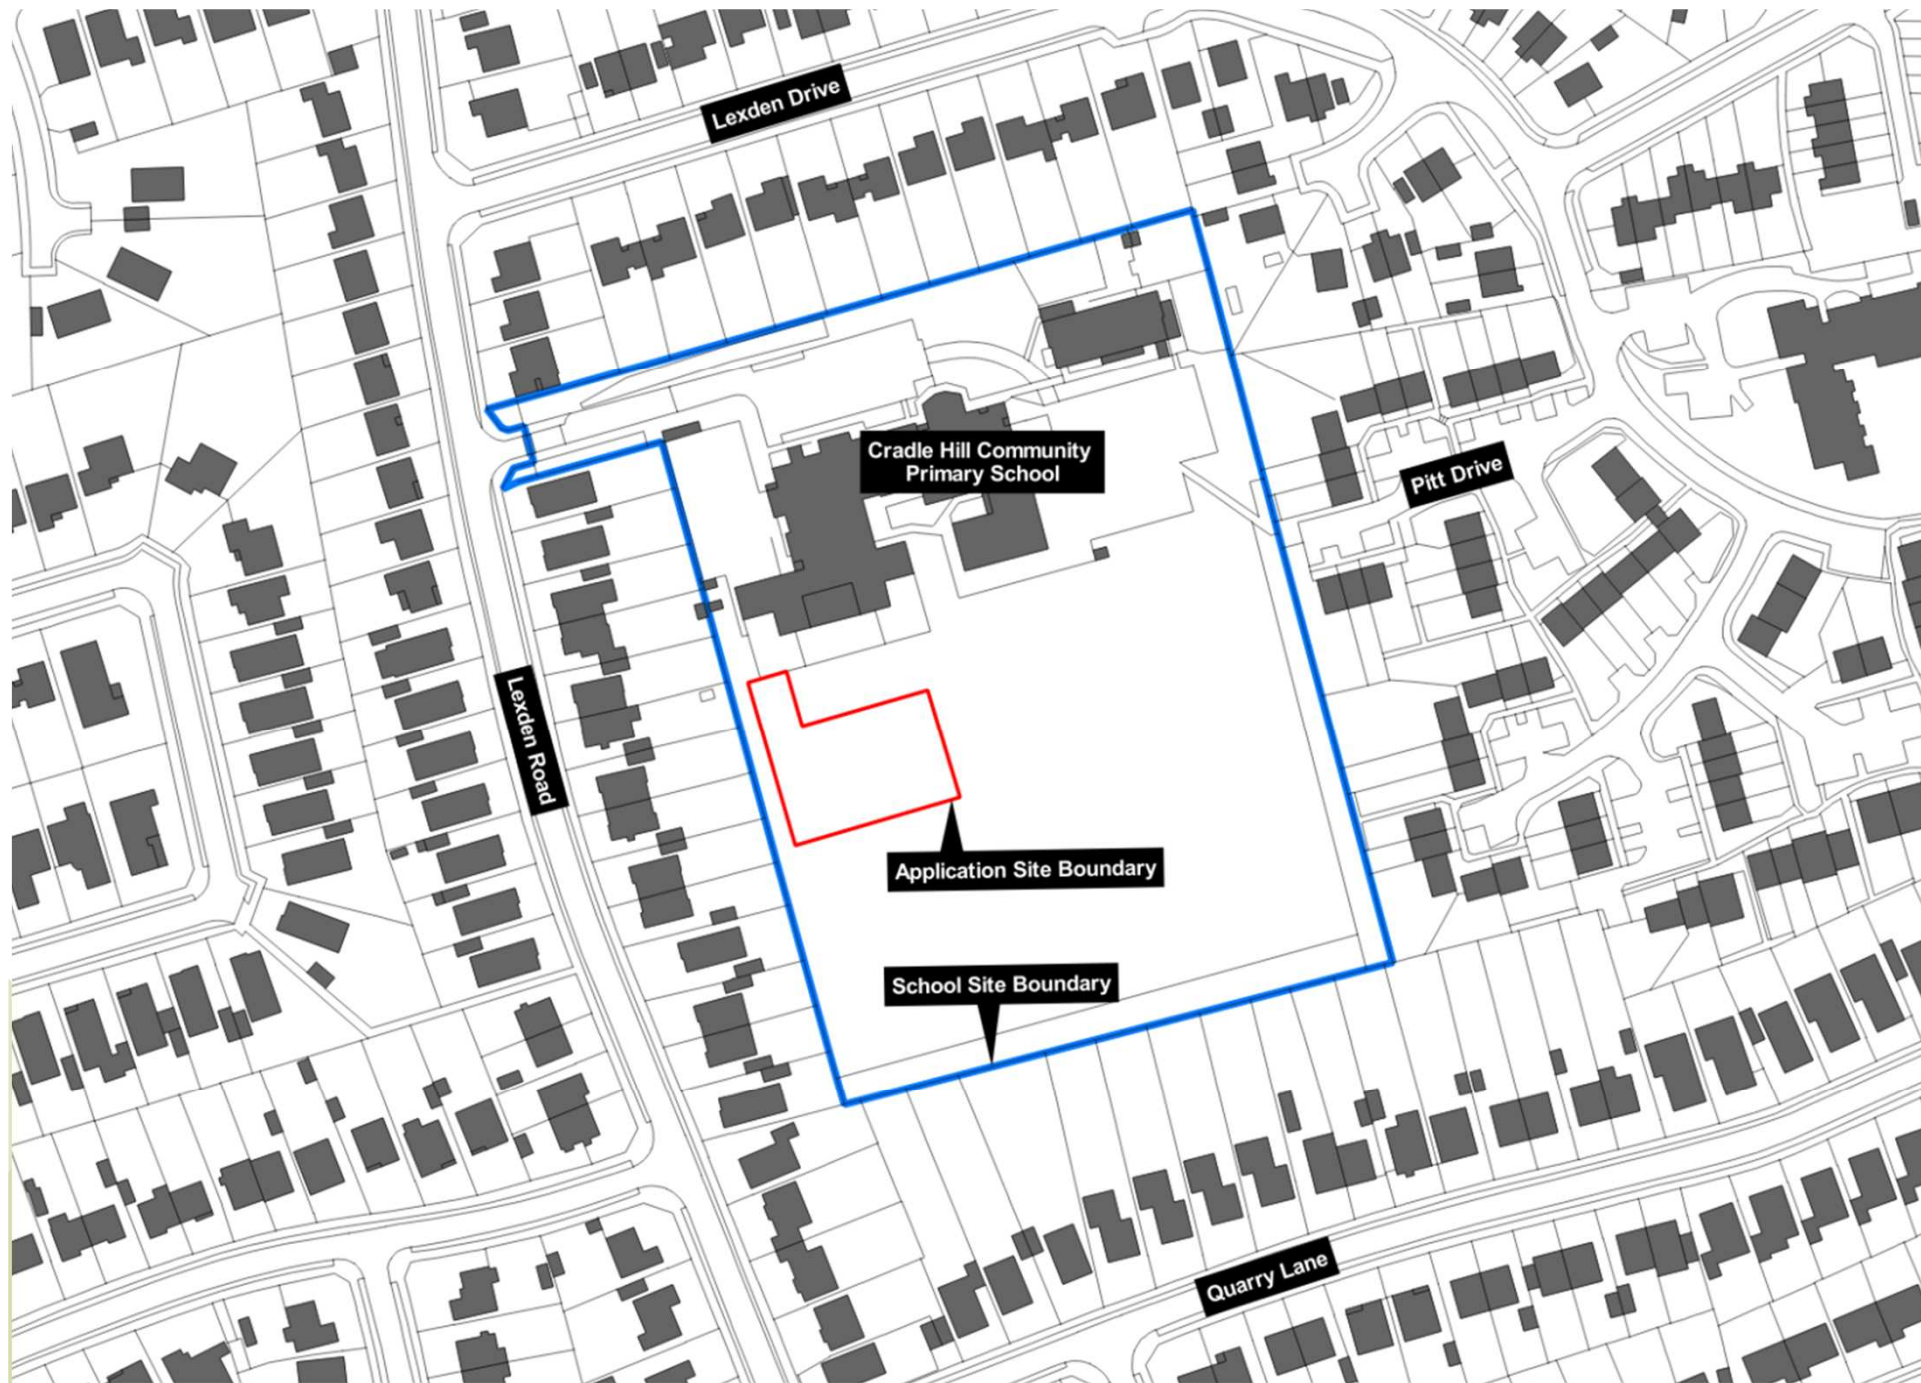 Lexden Drive
Cradle Hill Community
Primary School
Pitt Drive
Lexden Road
Application Site Boundary
School Site Boundary
Quarry Lane